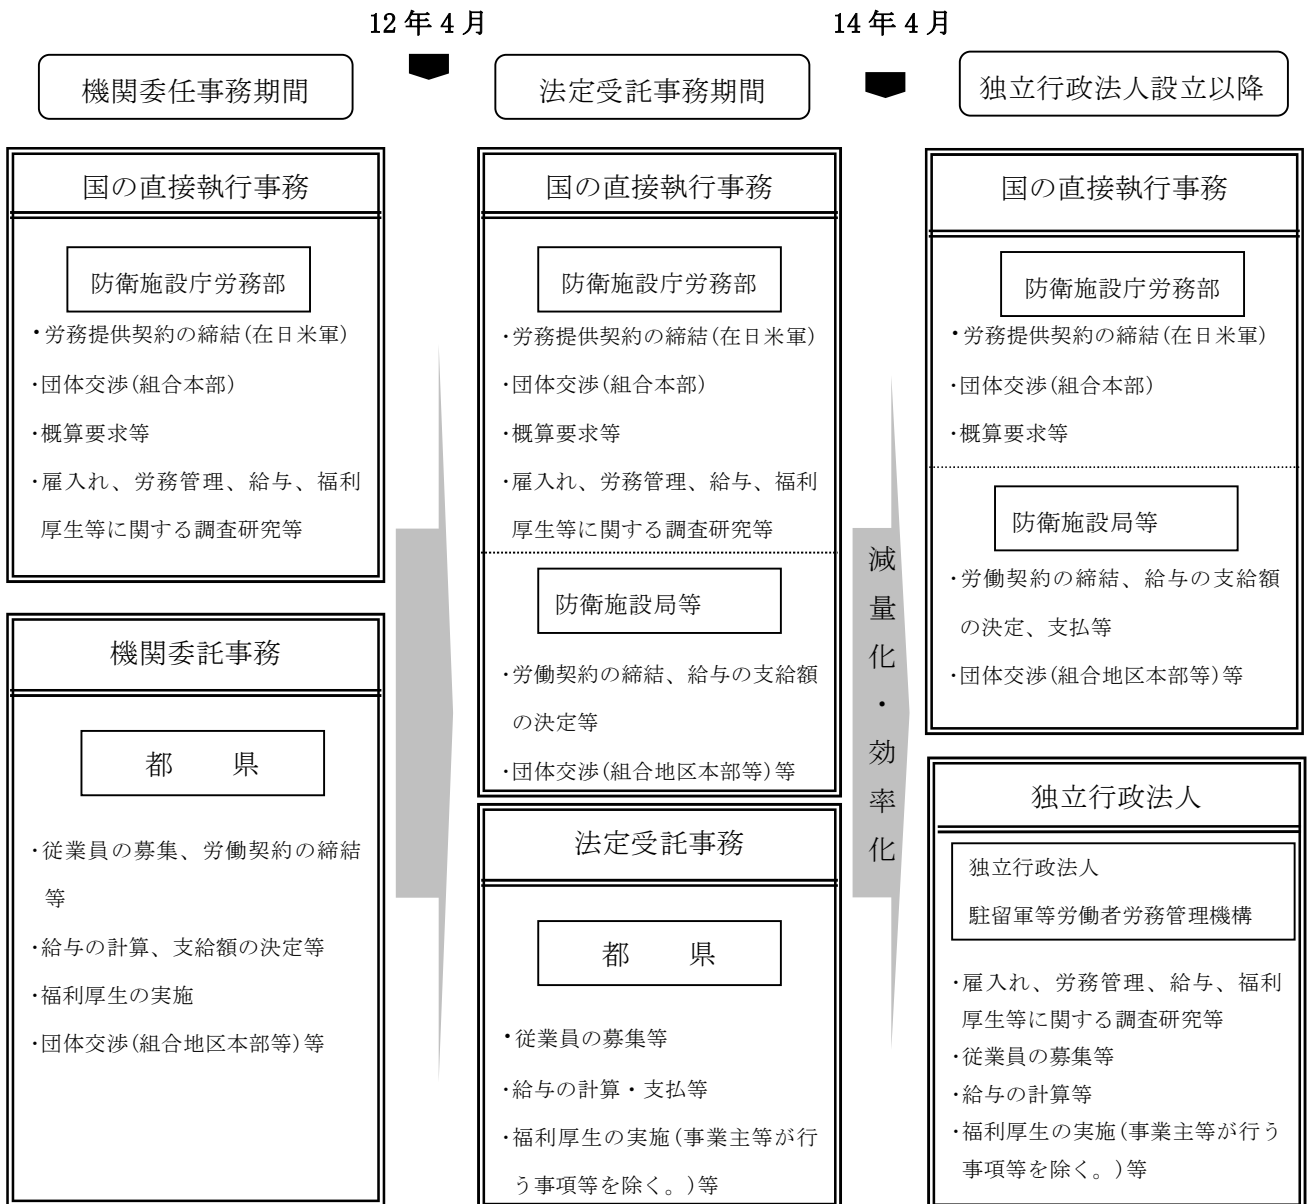 12 年 4 月
14 年 4 月
機関委任事務期間
法定受託事務期間
独立行政法人設立以降
国の直接執行事務
防衛施設庁労務部
・労務提供契約の締結(在日米軍)
・団体交渉(組合本部)
・概算要求等
・雇入れ、労務管理、給与、福利
厚生等に関する調査研究等
機関委託事務
都　　県
・従業員の募集、労働契約の締結
等
・給与の計算、支給額の決定等
・福利厚生の実施
・団体交渉(組合地区本部等)等
国の直接執行事務
防衛施設庁労務部
・労務提供契約の締結(在日米軍)
・団体交渉(組合本部)
・概算要求等
・雇入れ、労務管理、給与、福利
厚生等に関する調査研究等
防衛施設局等
・労働契約の締結、給与の支給額
の決定等
・団体交渉(組合地区本部等)等
法定受託事務
都　　県
・従業員の募集等
・給与の計算・支払等
・福利厚生の実施(事業主等が行
う事項等を除く。)等
減量化・効率化
国の直接執行事務
防衛施設庁労務部
・労務提供契約の締結(在日米軍)
・団体交渉(組合本部)
・概算要求等
防衛施設局等
・労働契約の締結、給与の支給額
の決定、支払等
・団体交渉(組合地区本部等)等
独立行政法人
独立行政法人
駐留軍等労働者労務管理機構
・雇入れ、労務管理、給与、福利
厚生等に関する調査研究等
・従業員の募集等
・給与の計算等
・福利厚生の実施(事業主等が行う
事項等を除く。)等